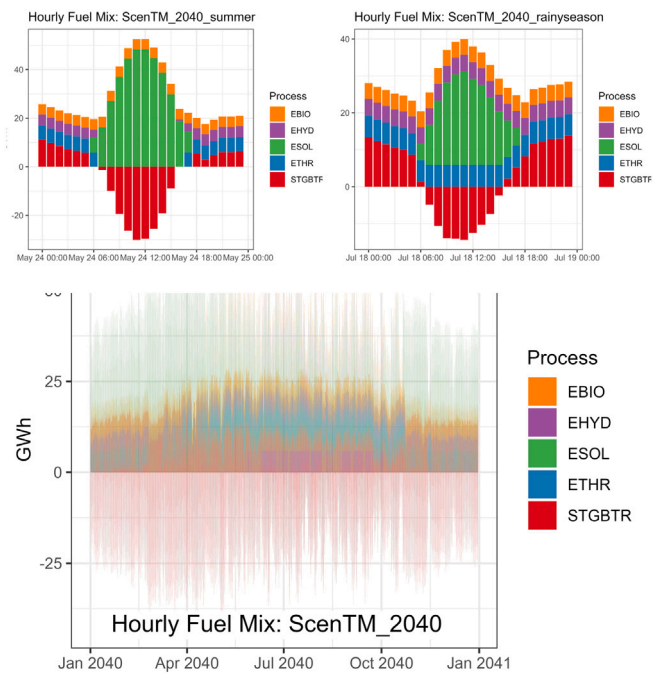 Hourly Fuel Mix: ScenTM_2040_summer
40
20
0
-20
May 24 00:00
May 24 06:00
May 24 12:00
May 24 18:00
May 25 00:00
Process
EBIO
EHYD
ESOL
ETHR
STGBTR
Hourly Fuel Mix: ScenTM_2040_rainyseason
40
20
0
Jul 18 00:00
Jul 18 06:00
Jul 18 12:00
Jul 18 18:00
Jul 19 00:00
Process
EBIO
EHYD
ESOL
ETHR
STGBTR
GWh
50
25
0
-25
Hourly Fuel Mix: ScenTM_2040
Jan 2040
Apr 2040
Jul 2040
Oct 2040
Jan 2041
Process
EBIO
EHYD
ESOL
ETHR
STGBTR